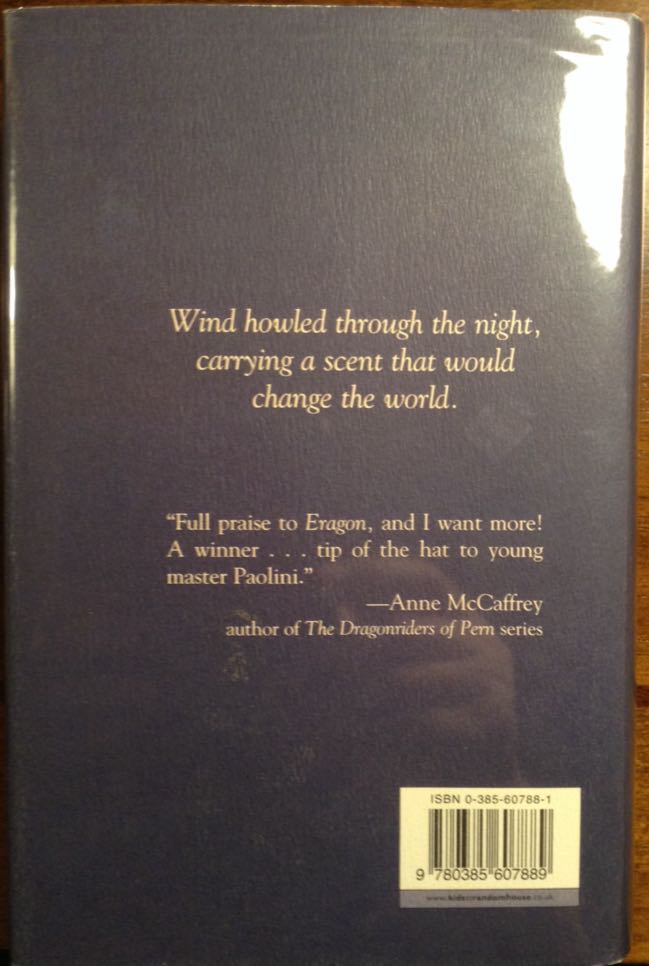 Wind howled through the night,
carrying a scent that would
change the world.
“Full praise to Eragon, and I want more!
A winner . . . tip of the hat to young
master Paolini.”
—Anne McCaffrey
author of The Dragonriders of Pern series
ISBN 0-385-60788-1
9 780385 607889
www.kidsatrandomhouse.co.uk